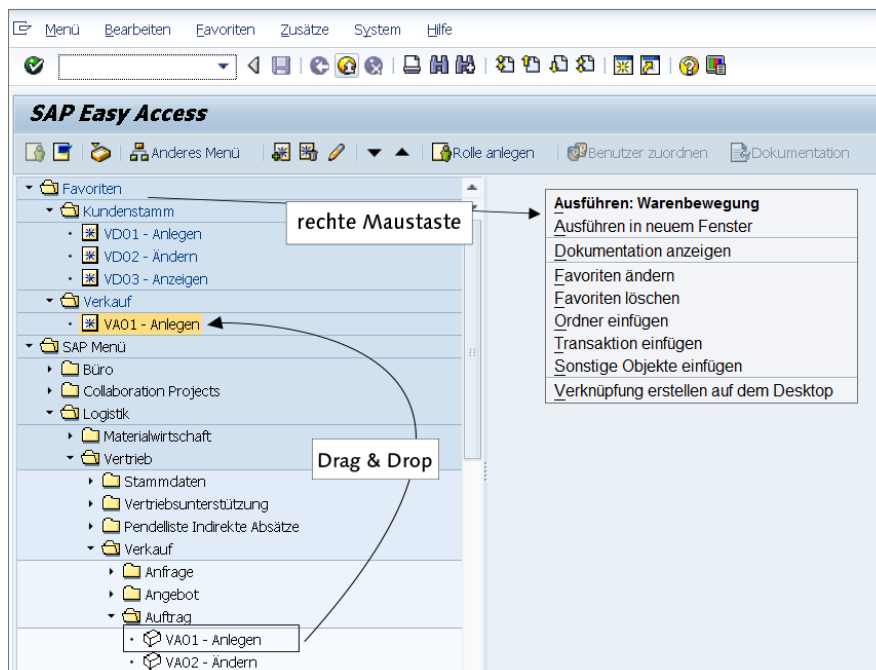 Menü Bearbeiten Favoriten Zusätze System Hilfe
SAP Easy Access
Anderes Menü Rolle anlegen Benutzer zuordnen Dokumentation
Favoriten
Kundenstamm
VD01 - Anlegen
VD02 - Ändern
VD03 - Anzeigen
Verkauf
VA01 - Anlegen
SAP Menü
Büro
Collaboration Projects
Logistik
Materialwirtschaft
Vertrieb
Stammdaten
Vertriebsunterstützung
Pendelliste Indirekte Absätze
Verkauf
Anfrage
Angebot
Auftrag
VA01 - Anlegen
VA02 - Ändern
rechte Maustaste
Drag & Drop
Ausführen: Warenbewegung
Ausführen in neuem Fenster
Dokumentation anzeigen
Favoriten ändern
Favoriten löschen
Ordner einfügen
Transaktion einfügen
Sonstige Objekte einfügen
Verknüpfung erstellen auf dem Desktop